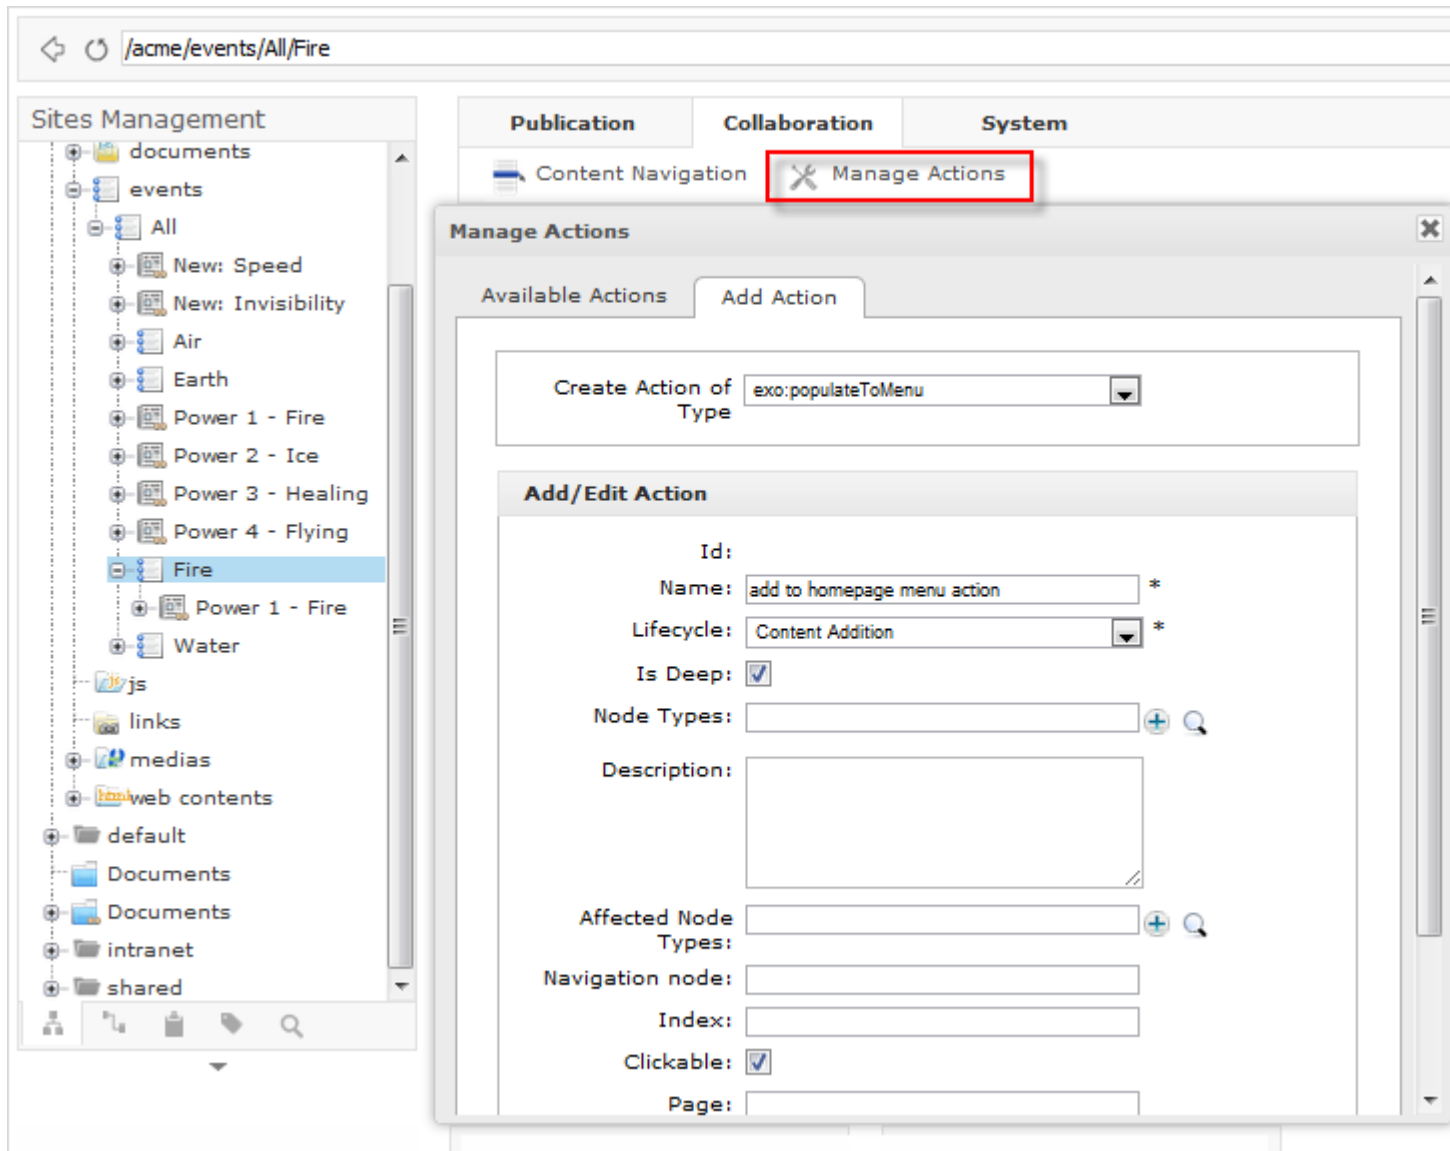 /acme/events/All/Fire
Sites Management
documents
events
All
New: Speed
New: Invisibility
Air
Earth
Power 1 - Fire
Power 2 - Ice
Power 3 - Healing
Power 4 - Flying
Fire
Power 1 - Fire
Water
js
links
medias
web contents
default
Documents
Documents
intranet
shared
Publication Collaboration System
Content Navigation Manage Actions
Manage Actions
Available Actions Add Action
Create Action of
Type
exo:populateToMenu
Add/Edit Action
Id:
Name: add to homepage menu action *
Lifecycle: Content Addition *
Is Deep:
Node Types:
Description:
Affected Node
Types:
Navigation node:
Index:
Clickable:
Page: